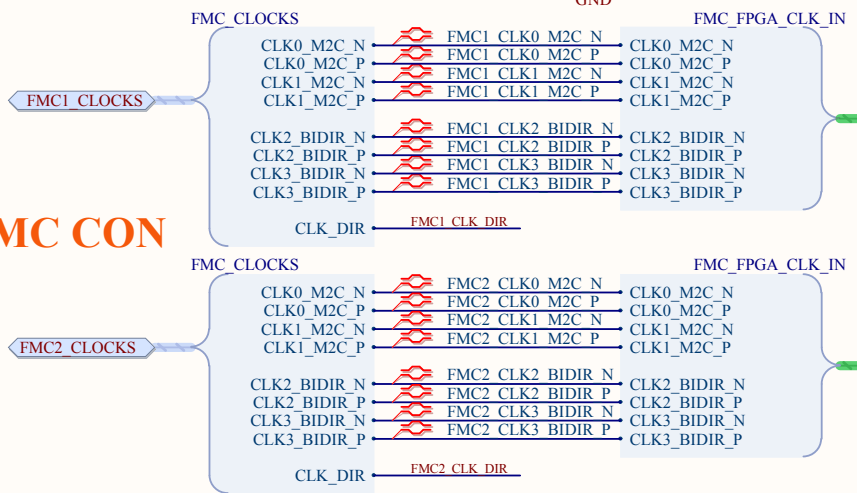 GND
FMC_CLOCKS FMC_FPGA_CLK_IN
CLK0_M2C_N FMC1_CLK0_M2C_N CLK0_M2C_N
CLK0_M2C_P FMC1_CLK0_M2C_P CLK0_M2C_P
CLK1_M2C_N FMC1_CLK1_M2C_N CLK1_M2C_N
FMC1_CLOCKS CLK1_M2C_P FMC1_CLK1_M2C_P CLK1_M2C_P
CLK2_BIDIR_N FMC1_CLK2_BIDIR_N CLK2_BIDIR_N
CLK2_BIDIR_P FMC1_CLK2_BIDIR_P CLK2_BIDIR_P
CLK3_BIDIR_N FMC1_CLK3_BIDIR_N CLK3_BIDIR_N
CLK3_BIDIR_P FMC1_CLK3_BIDIR_P CLK3_BIDIR_P
CLK_DIR FMC1_CLK_DIR
MC CON
FMC_CLOCKS FMC_FPGA_CLK_IN
CLK0_M2C_N FMC2_CLK0_M2C_N CLK0_M2C_N
CLK0_M2C_P FMC2_CLK0_M2C_P CLK0_M2C_P
CLK1_M2C_N FMC2_CLK1_M2C_N CLK1_M2C_N
FMC2_CLOCKS CLK1_M2C_P FMC2_CLK1_M2C_P CLK1_M2C_P
CLK2_BIDIR_N FMC2_CLK2_BIDIR_N CLK2_BIDIR_N
CLK2_BIDIR_P FMC2_CLK2_BIDIR_P CLK2_BIDIR_P
CLK3_BIDIR_N FMC2_CLK3_BIDIR_N CLK3_BIDIR_N
CLK3_BIDIR_P FMC2_CLK3_BIDIR_P CLK3_BIDIR_P
CLK_DIR FMC2_CLK_DIR